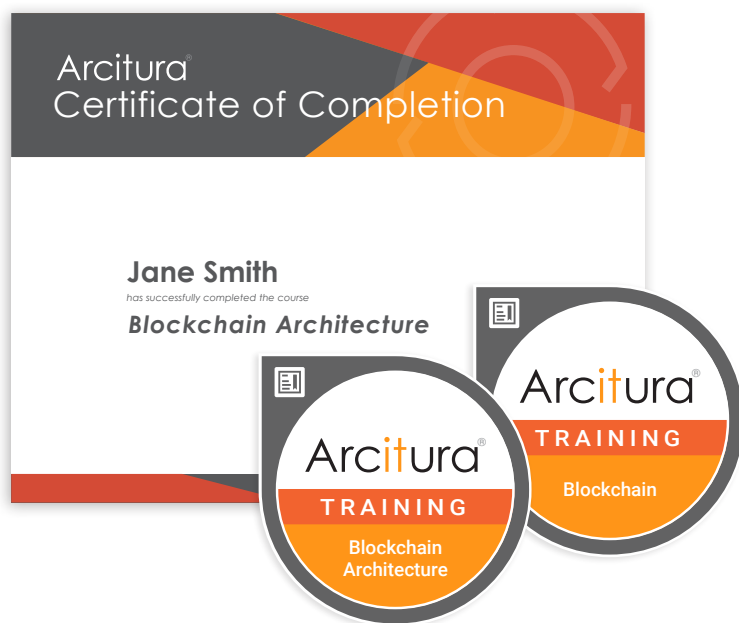 Arcitura®
Certificate of Completion
Jane Smith
has successfully completed the course
Blockchain Architecture
Arcitura®
TRAINING
Blockchain
Arcitura®
TRAINING
Blockchain
Architecture